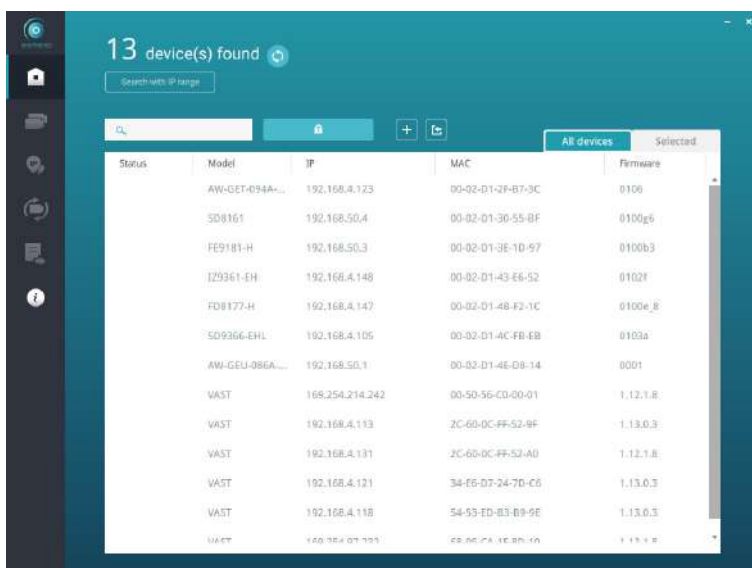 13 device(s) found
Search with IP range
All devices Selected
Status Model IP MAC Firmware
AW-GET-094A-... 192.168.4.123 00-02-D1-2F-B7-3C 0106
SD8161 192.168.50.4 00-02-D1-30-55-BF 0100g6
FE9181-H 192.168.50.3 00-02-D1-3E-1D-97 0100b3
IZ9361-EH 192.168.4.148 00-02-D1-43-E6-52 0102f
FD8177-H 192.168.4.147 00-02-D1-4B-F2-1C 0100e_8
SD9366-EHL 192.168.4.105 00-02-D1-4C-FB-EB 0103a
AW-GEU-086A-... 192.168.50.1 00-02-D1-4E-D8-14 0001
VAST 169.254.214.242 00-50-56-C0-00-01 1.12.1.8
VAST 192.168.4.113 2C-60-0C-FF-52-9F 1.13.0.3
VAST 192.168.4.131 2C-60-0C-FF-52-A0 1.12.1.8
VAST 192.168.4.121 34-E6-D7-24-7D-C6 1.13.0.3
VAST 192.168.4.118 54-53-ED-B3-B9-9E 1.13.0.3
VAST